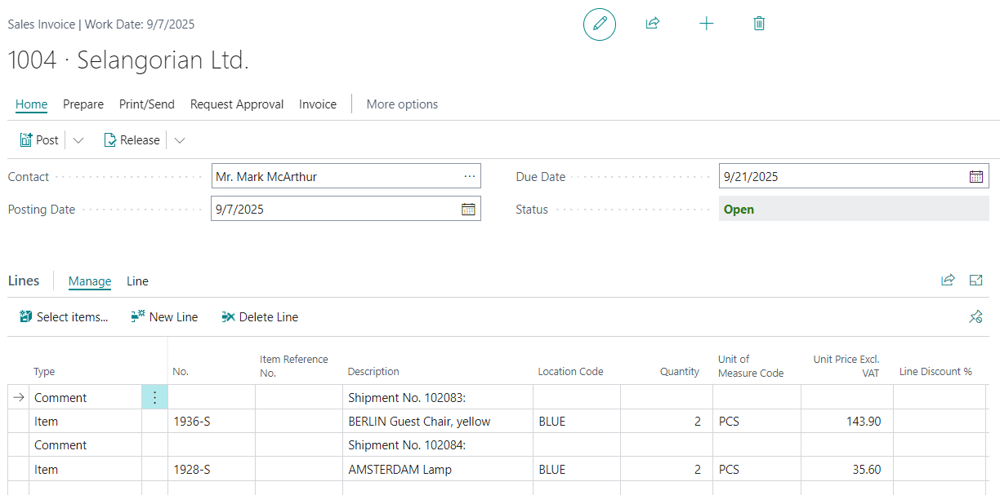 Sales Invoice | Work Date: 9/7/2025
1004 · Selangorian Ltd.
Home Prepare Print/Send Request Approval Invoice More options
Post Release
Contact Mr. Mark McArthur ... Due Date 9/21/2025
Posting Date 9/7/2025 Status Open
Lines Manage Line
Select items... New Line Delete Line
Type No. Item Reference No. Description Location Code Quantity Unit of Measure Code Unit Price Excl. VAT Line Discount %
Comment Shipment No. 102083:
Item 1936-S BERLIN Guest Chair, yellow BLUE 2 PCS 143.90
Comment Shipment No. 102084:
Item 1928-S AMSTERDAM Lamp BLUE 2 PCS 35.60